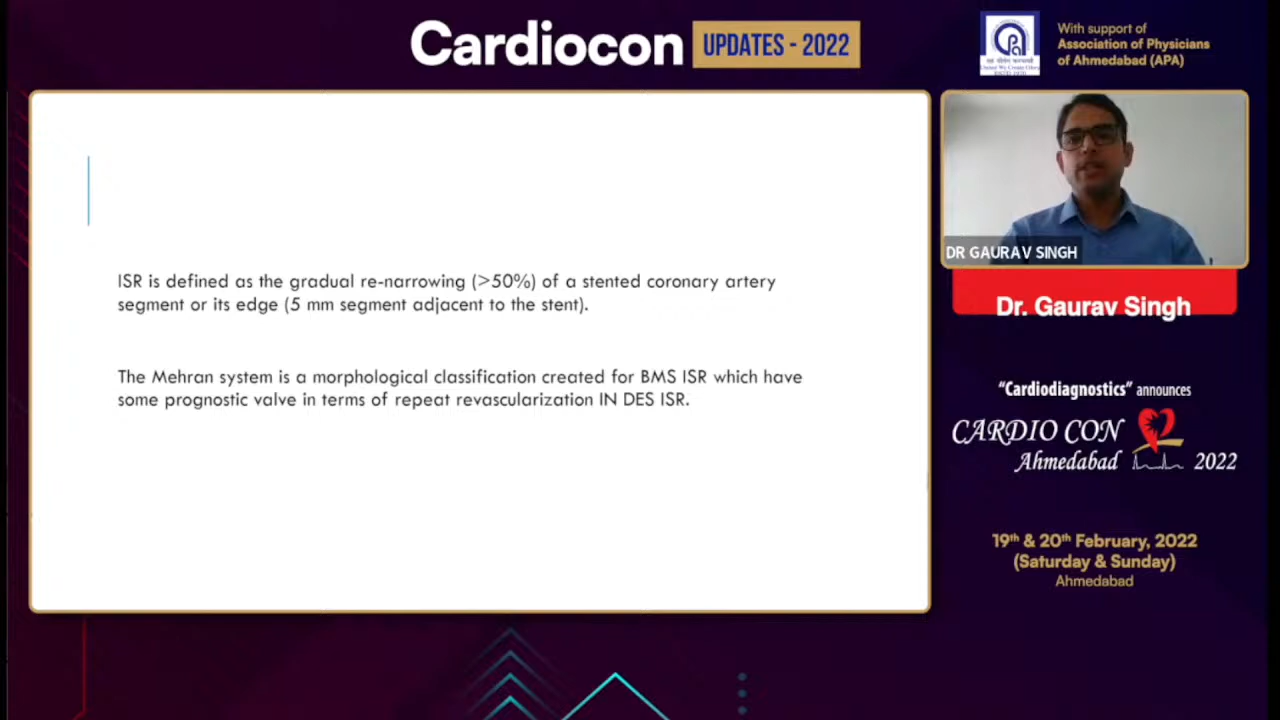 Cardiocon UPDATES - 2022
With support of
Association of Physicians
of Ahmedabad (APA)
ISR is defined as the gradual re-narrowing (>50%) of a stented coronary artery
segment or its edge (5 mm segment adjacent to the stent).
The Mehran system is a morphological classification created for BMS ISR which have
some prognostic valve in terms of repeat revascularization IN DES ISR.
DR GAURAV SINGH
Dr. Gaurav Singh
“Cardiodiagnostics” announces
CARDIO CON
Ahmedabad 2022
19th & 20th February, 2022
(Saturday & Sunday)
Ahmedabad